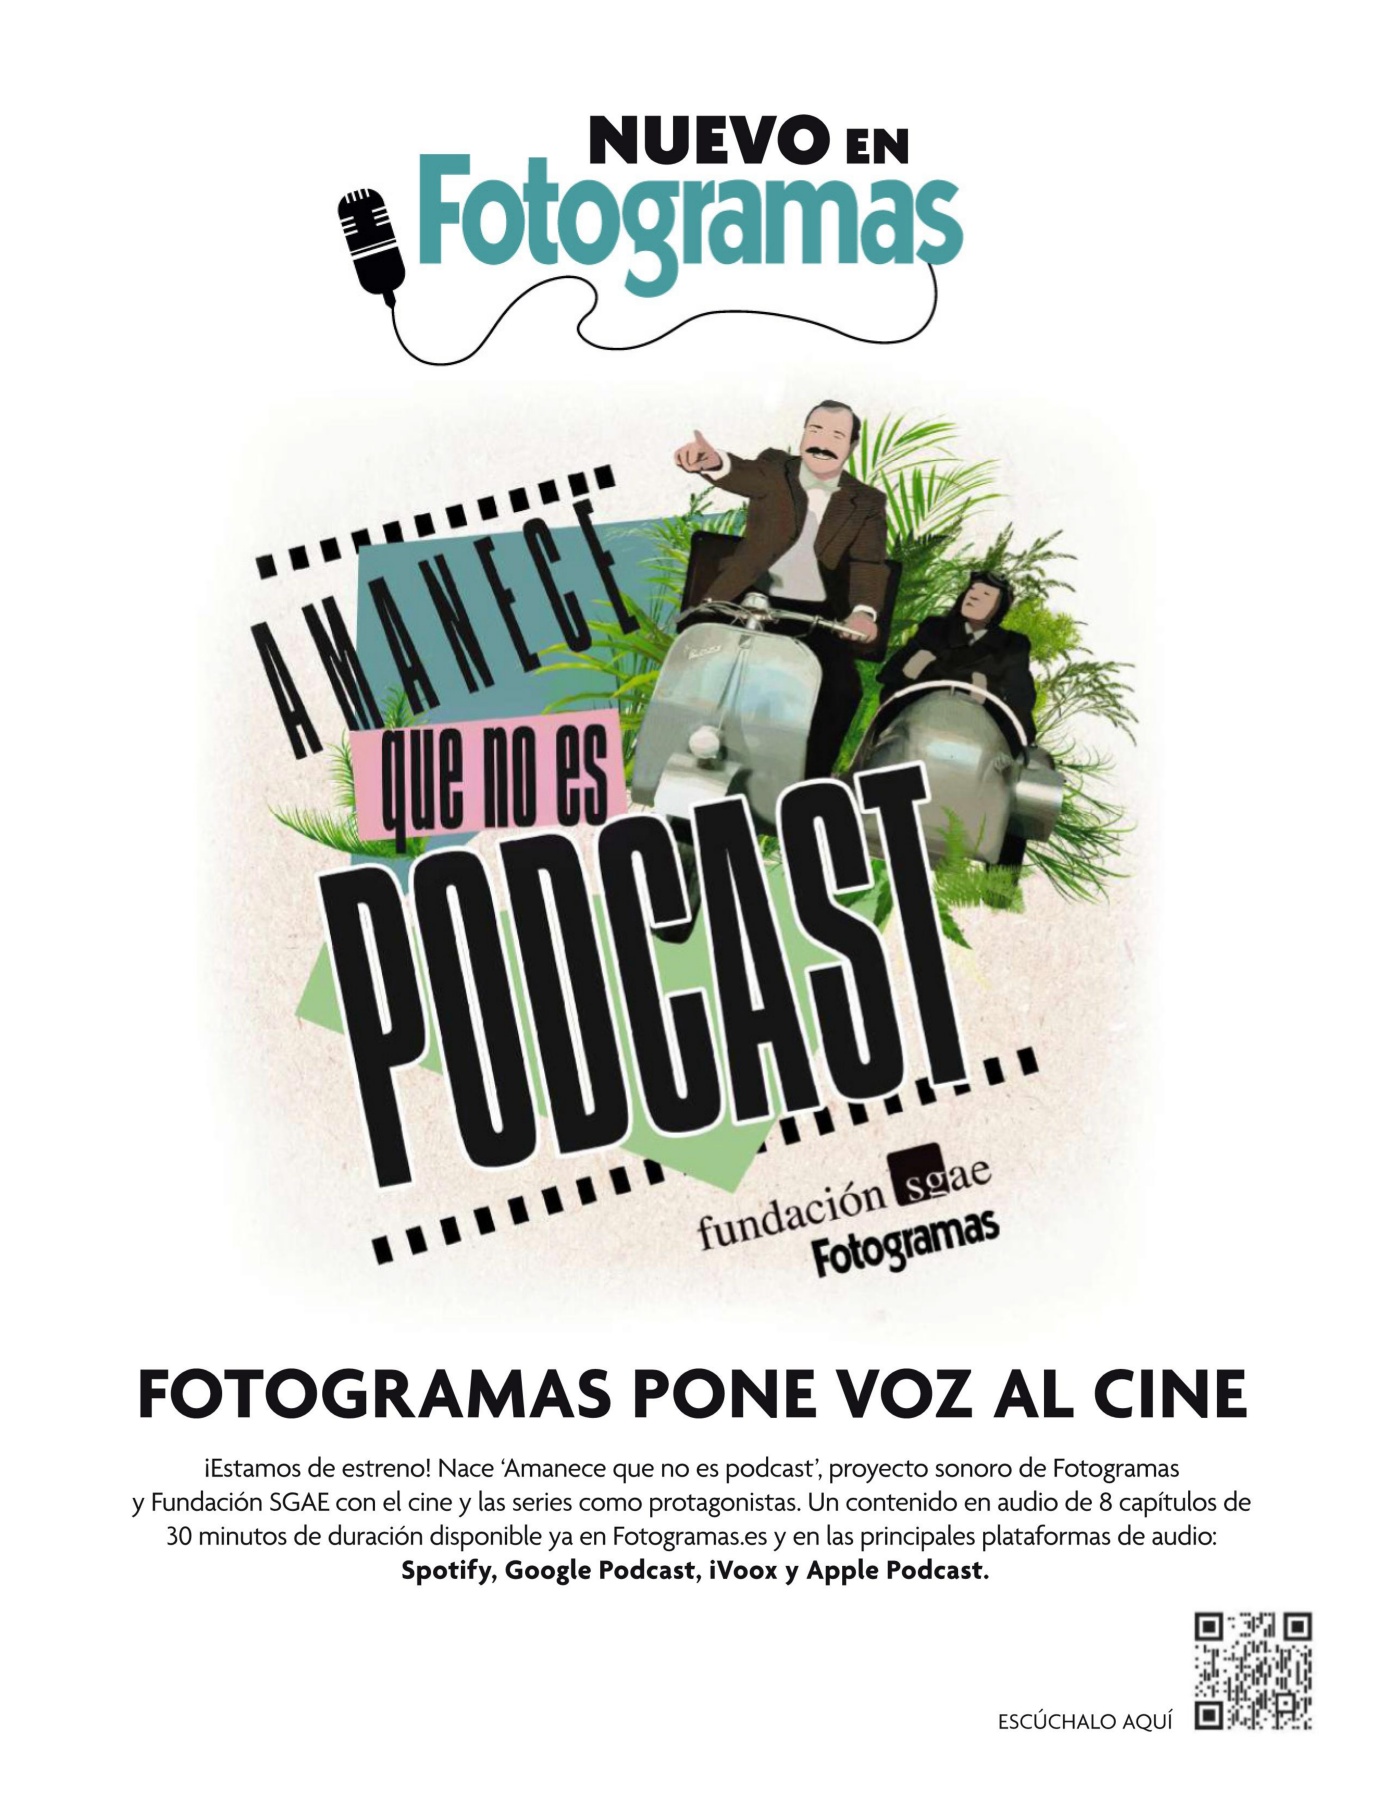 NUEVO EN
Fotogramas
AMANECE
que no es
PODCAST
fundación sgae
Fotogramas
FOTOGRAMAS PONE VOZ AL CINE
¡Estamos de estreno! Nace ‘Amanece que no es podcast’, proyecto sonoro de Fotogramas
y Fundación SGAE con el cine y las series como protagonistas. Un contenido en audio de 8 capítulos de
30 minutos de duración disponible ya en Fotogramas.es y en las principales plataformas de audio:
Spotify, Google Podcast, iVoox y Apple Podcast.
ESCÚCHALO AQUÍ